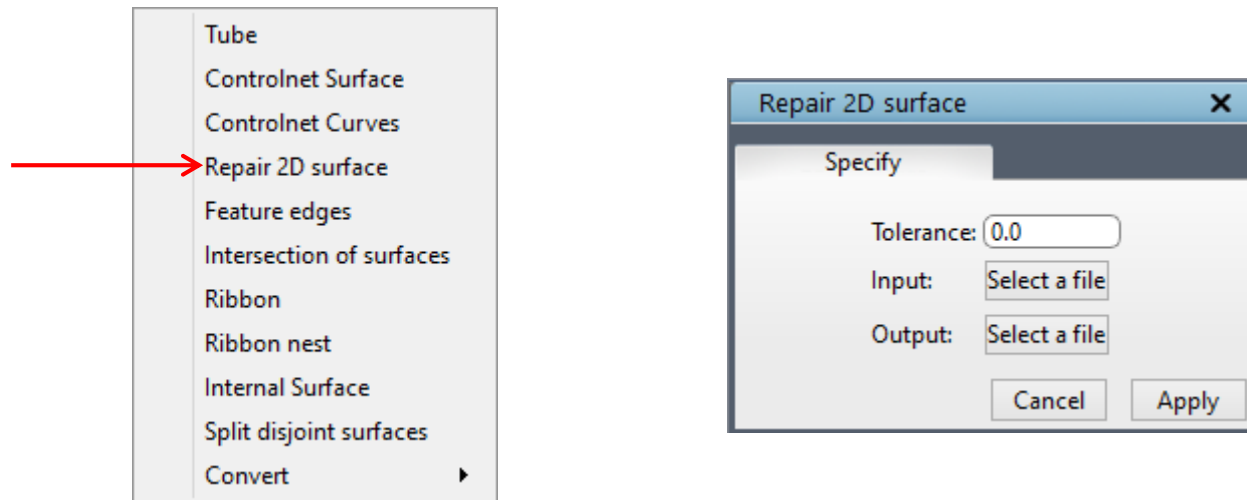 Tube
Controlnet Surface
Controlnet Curves
Repair 2D surface
Feature edges
Intersection of surfaces
Ribbon
Ribbon nest
Internal Surface
Split disjoint surfaces
Convert
Repair 2D surface
Specify
Tolerance: 0.0
Input: Select a file
Output: Select a file
Cancel Apply